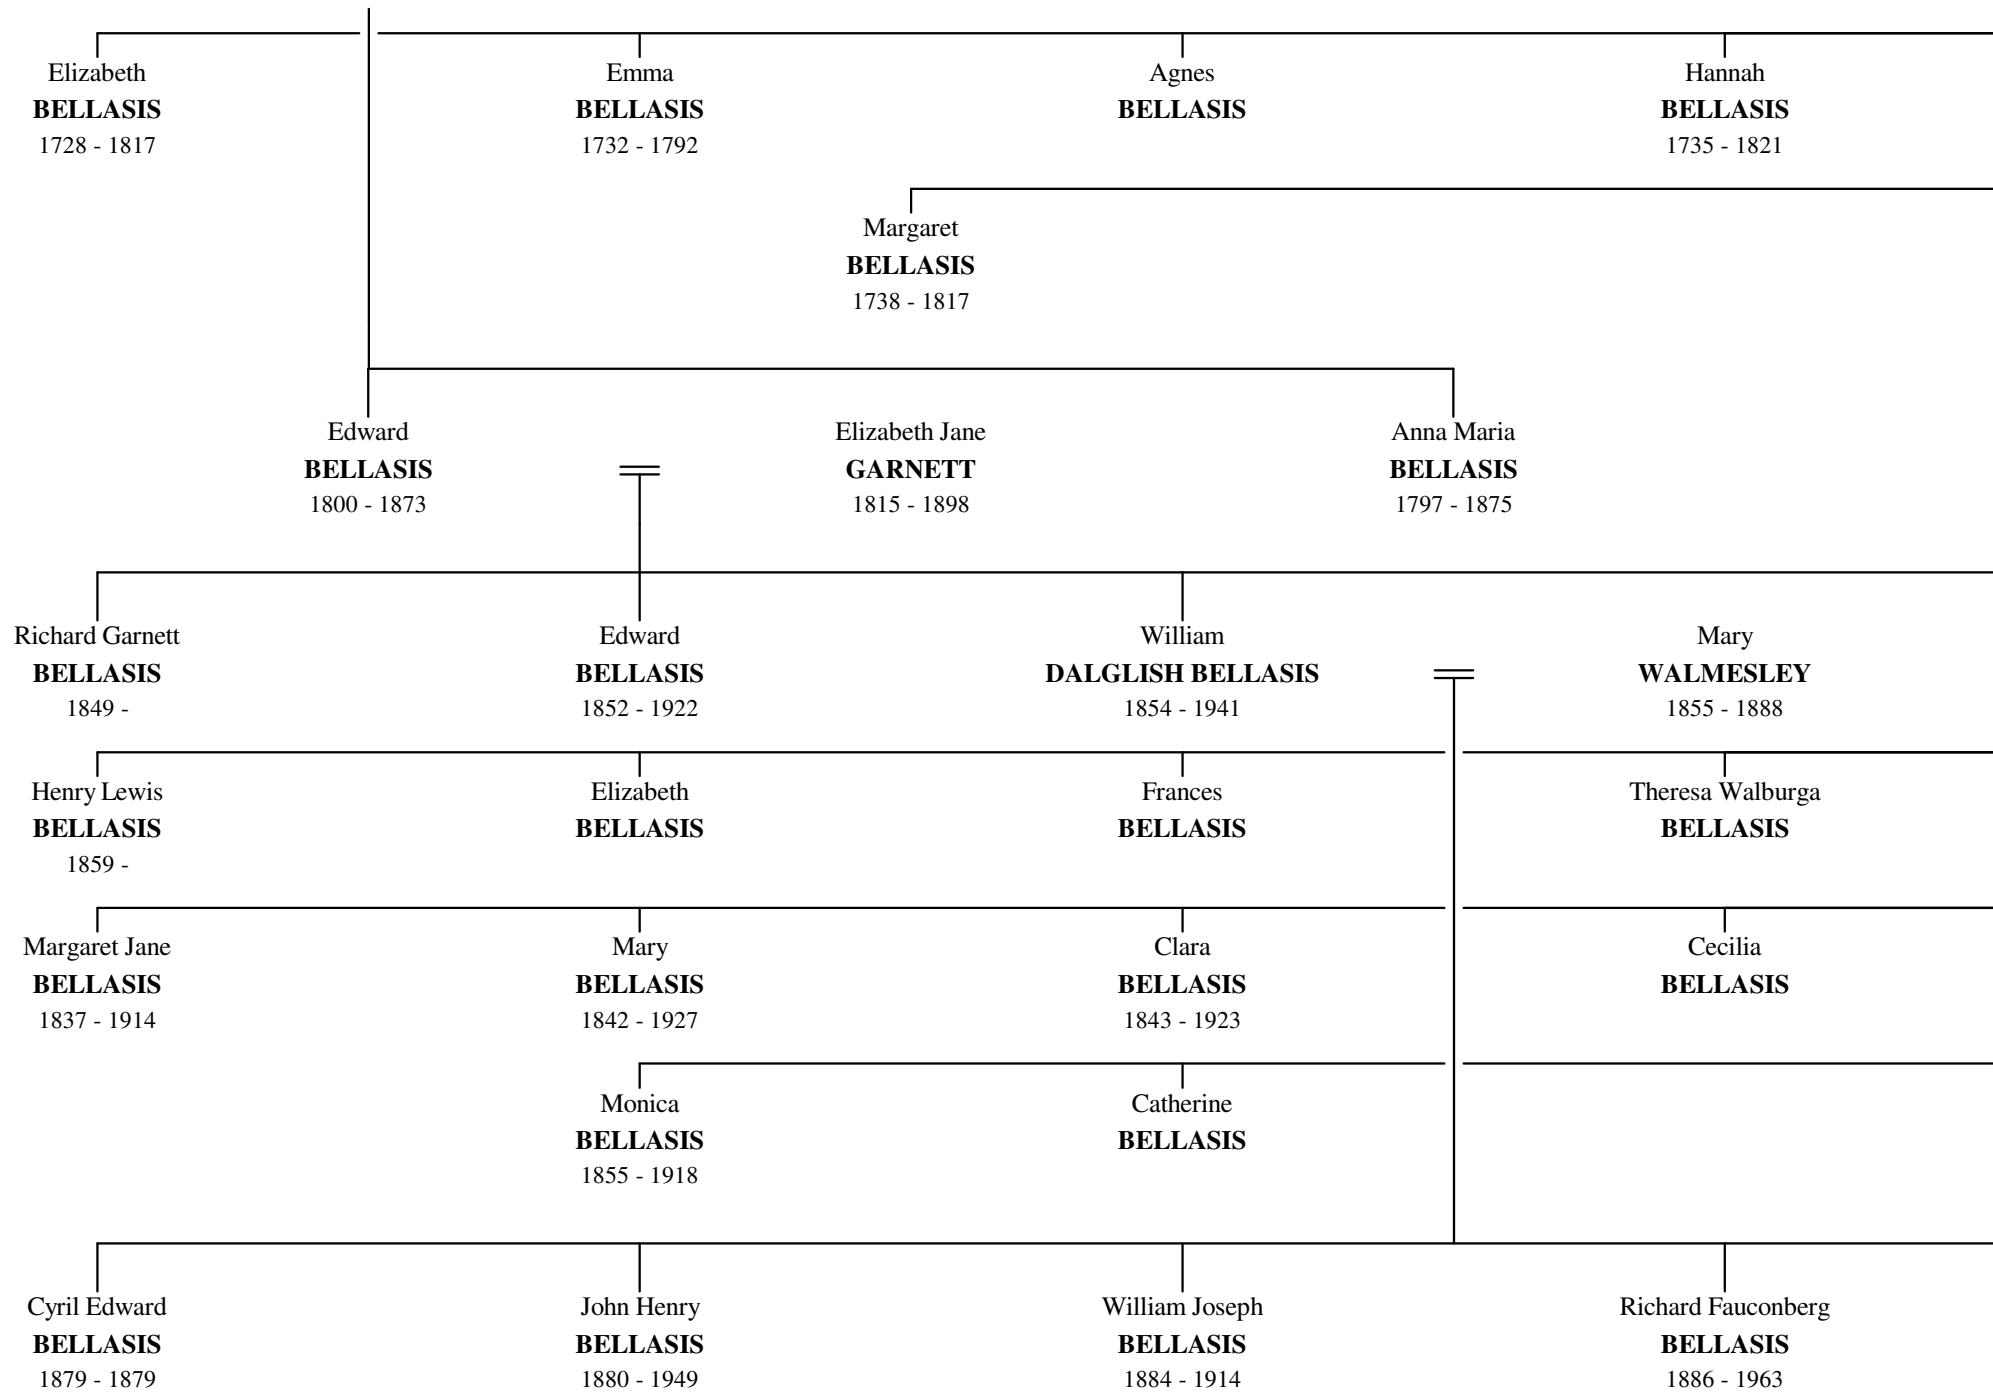 Elizabeth
BELLASIS
1728 - 1817
Emma
BELLASIS
1732 - 1792
Agnes
BELLASIS
Hannah
BELLASIS
1735 - 1821
Margaret
BELLASIS
1738 - 1817
Edward
BELLASIS
1800 - 1873
Elizabeth Jane
GARNETT
1815 - 1898
Anna Maria
BELLASIS
1797 - 1875
Richard Garnett
BELLASIS
1849 -
Edward
BELLASIS
1852 - 1922
William
DALGLISH BELLASIS
1854 - 1941
Mary
WALMESLEY
1855 - 1888
Henry Lewis
BELLASIS
1859 -
Elizabeth
BELLASIS
Frances
BELLASIS
Theresa Walburga
BELLASIS
Margaret Jane
BELLASIS
1837 - 1914
Mary
BELLASIS
1842 - 1927
Clara
BELLASIS
1843 - 1923
Cecilia
BELLASIS
Monica
BELLASIS
1855 - 1918
Catherine
BELLASIS
Cyril Edward
BELLASIS
1879 - 1879
John Henry
BELLASIS
1880 - 1949
William Joseph
BELLASIS
1884 - 1914
Richard Fauconberg
BELLASIS
1886 - 1963